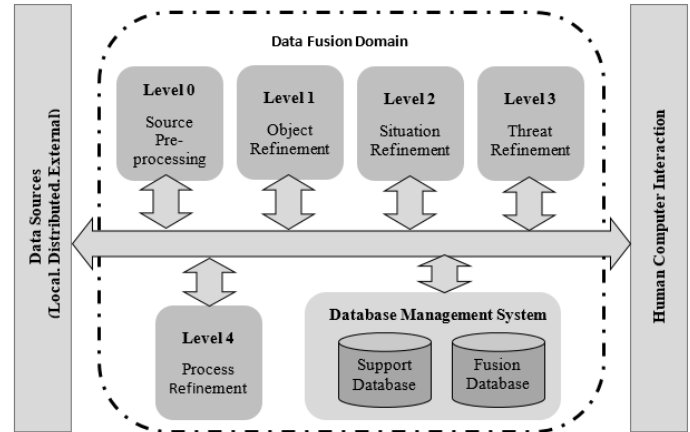 Data Sources
(Local. Distributed. External)
Data Fusion Domain
Level 0
Source
Pre-
processing
Level 1
Object
Refinement
Level 2
Situation
Refinement
Level 3
Threat
Refinement
Level 4
Process
Refinement
Database Management System
Support
Database
Fusion
Database
Human Computer Interaction